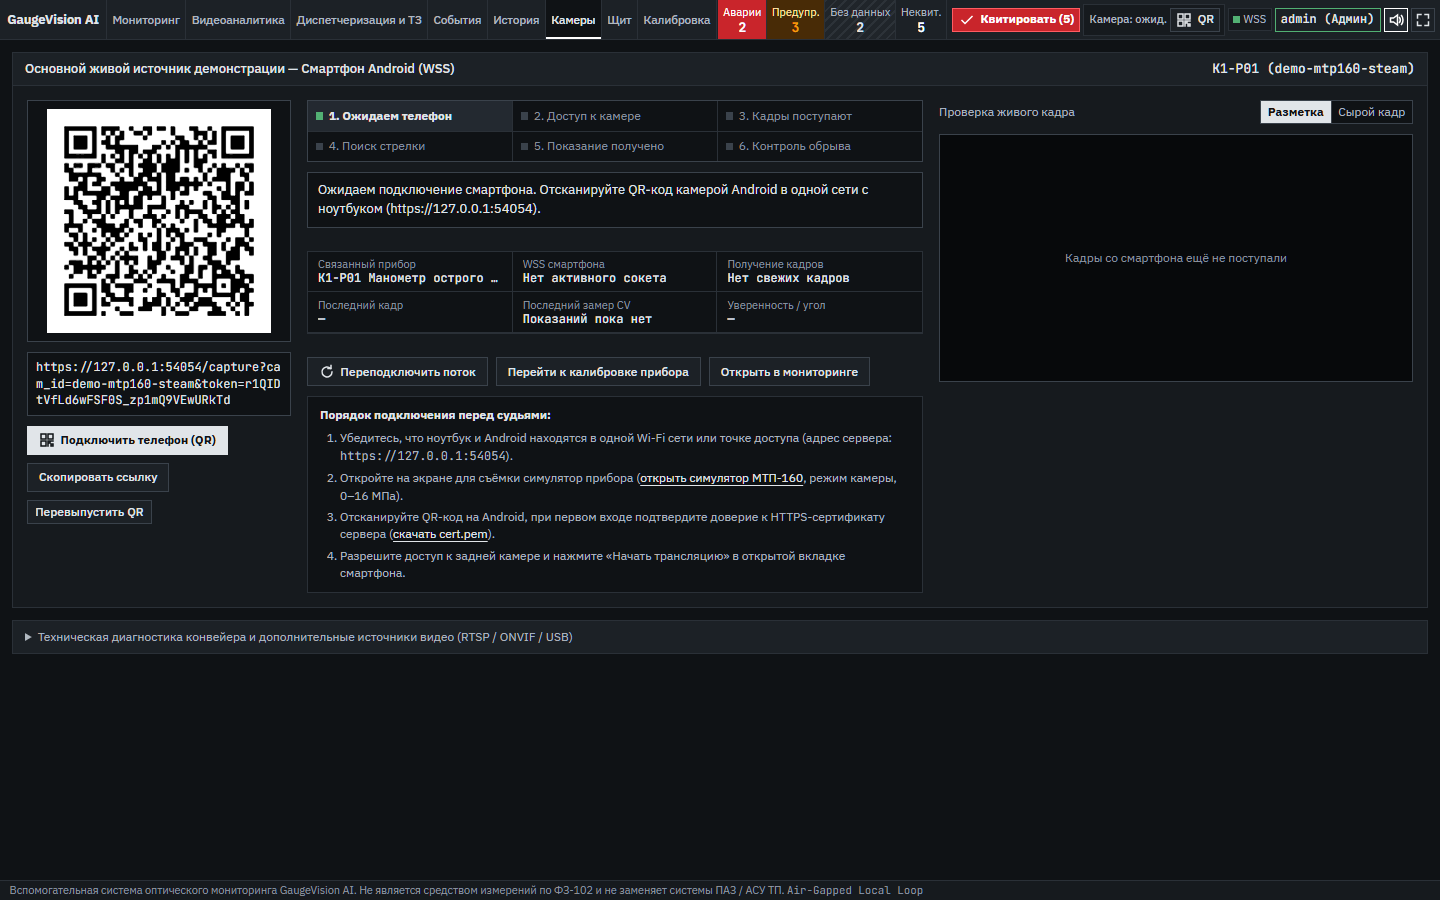 GaugeVision AI
Мониторинг
Видеоаналитика
Диспетчеризация и ТЗ
События
История
Камеры
Щит
Калибровка
Аварии
2
Предупр.
3
Без данных
2
Неквит.
5
Квитировать (5)
Камера: ожид.
QR
WSS
admin (Админ)
Основной живой источник демонстрации — Смартфон Android (WSS)
K1-P01 (demo-mtp160-steam)
https://127.0.0.1:54054/capture?ca
m_id=demo-mtp160-steam&token=r1QID
tVfLd6wFSF0S_zp1mQ9VEwURkTd
Подключить телефон (QR)
Скопировать ссылку
Перевыпустить QR
1. Ожидаем телефон
2. Доступ к камере
3. Кадры поступают
4. Поиск стрелки
5. Показание получено
6. Контроль обрыва
Ожидаем подключение смартфона. Отсканируйте QR-код камерой Android в одной сети с
ноутбуком (https://127.0.0.1:54054).
Связанный прибор
K1-P01 Манометр острого …
WSS смартфона
Нет активного сокета
Получение кадров
Нет свежих кадров
Последний кадр
—
Последний замер CV
Показаний пока нет
Уверенность / угол
—
Переподключить поток
Перейти к калибровке прибора
Открыть в мониторинге
Порядок подключения перед судьями:
1. Убедитесь, что ноутбук и Android находятся в одной Wi-Fi сети или точке доступа (адрес сервера:
https://127.0.0.1:54054).
2. Откройте на экране для съёмки симулятор прибора (открыть симулятор МТП-160, режим камеры,
0–16 МПа).
3. Отсканируйте QR-код на Android, при первом входе подтвердите доверие к HTTPS-сертификату
сервера (скачать cert.pem).
4. Разрешите доступ к задней камере и нажмите «Начать трансляцию» в открытой вкладке
смартфона.
Проверка живого кадра
Разметка
Сырой кадр
Кадры со смартфона ещё не поступали
Техническая диагностика конвейера и дополнительные источники видео (RTSP / ONVIF / USB)
Вспомогательная система оптического мониторинга GaugeVision AI. Не является средством измерений по ФЗ-102 и не заменяет системы ПАЗ / АСУ ТП. Air-Gapped Local Loop